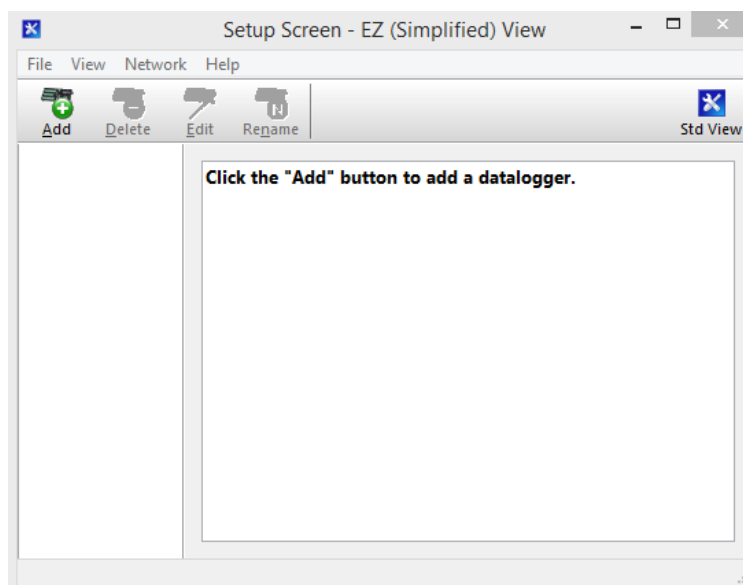 Setup Screen - EZ (Simplified) View
File View Network Help
Add Delete Edit Rename Std View
Click the "Add" button to add a datalogger.